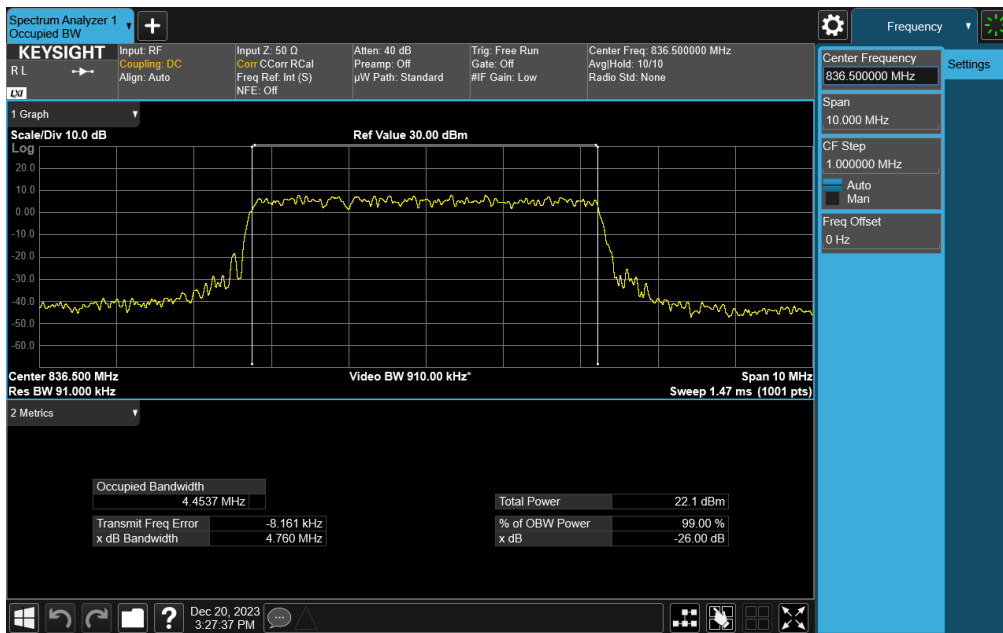 Spectrum Analyzer 1
Occupied BW
Frequency
KEYSIGHT
R L
LXI
Input: RF
Coupling: DC
Align: Auto
Input Z: 50 Ω
Corr CCorr RCal
Freq Ref: Int (S)
NFE: Off
Atten: 40 dB
Preamp: Off
µW Path: Standard
Trig: Free Run
Gate: Off
#IF Gain: Low
Center Freq: 836.500000 MHz
Avg|Hold: 10/10
Radio Std: None
Center Frequency
836.500000 MHz
Settings
Span
10.000 MHz
CF Step
1.000000 MHz
Auto
Man
Freq Offset
0 Hz
1 Graph
Scale/Div 10.0 dB
Ref Value 30.00 dBm
Log
20.0
10.0
0.00
-10.0
-20.0
-30.0
-40.0
-50.0
-60.0
Center 836.500 MHz
Video BW 910.00 kHz*
Span 10 MHz
Res BW 91.000 kHz
Sweep 1.47 ms (1001 pts)
2 Metrics
Occupied Bandwidth
4.4537 MHz
Transmit Freq Error -8.161 kHz
x dB Bandwidth 4.760 MHz
Total Power 22.1 dBm
% of OBW Power 99.00 %
x dB -26.00 dB
?
Dec 20, 2023
3:27:37 PM